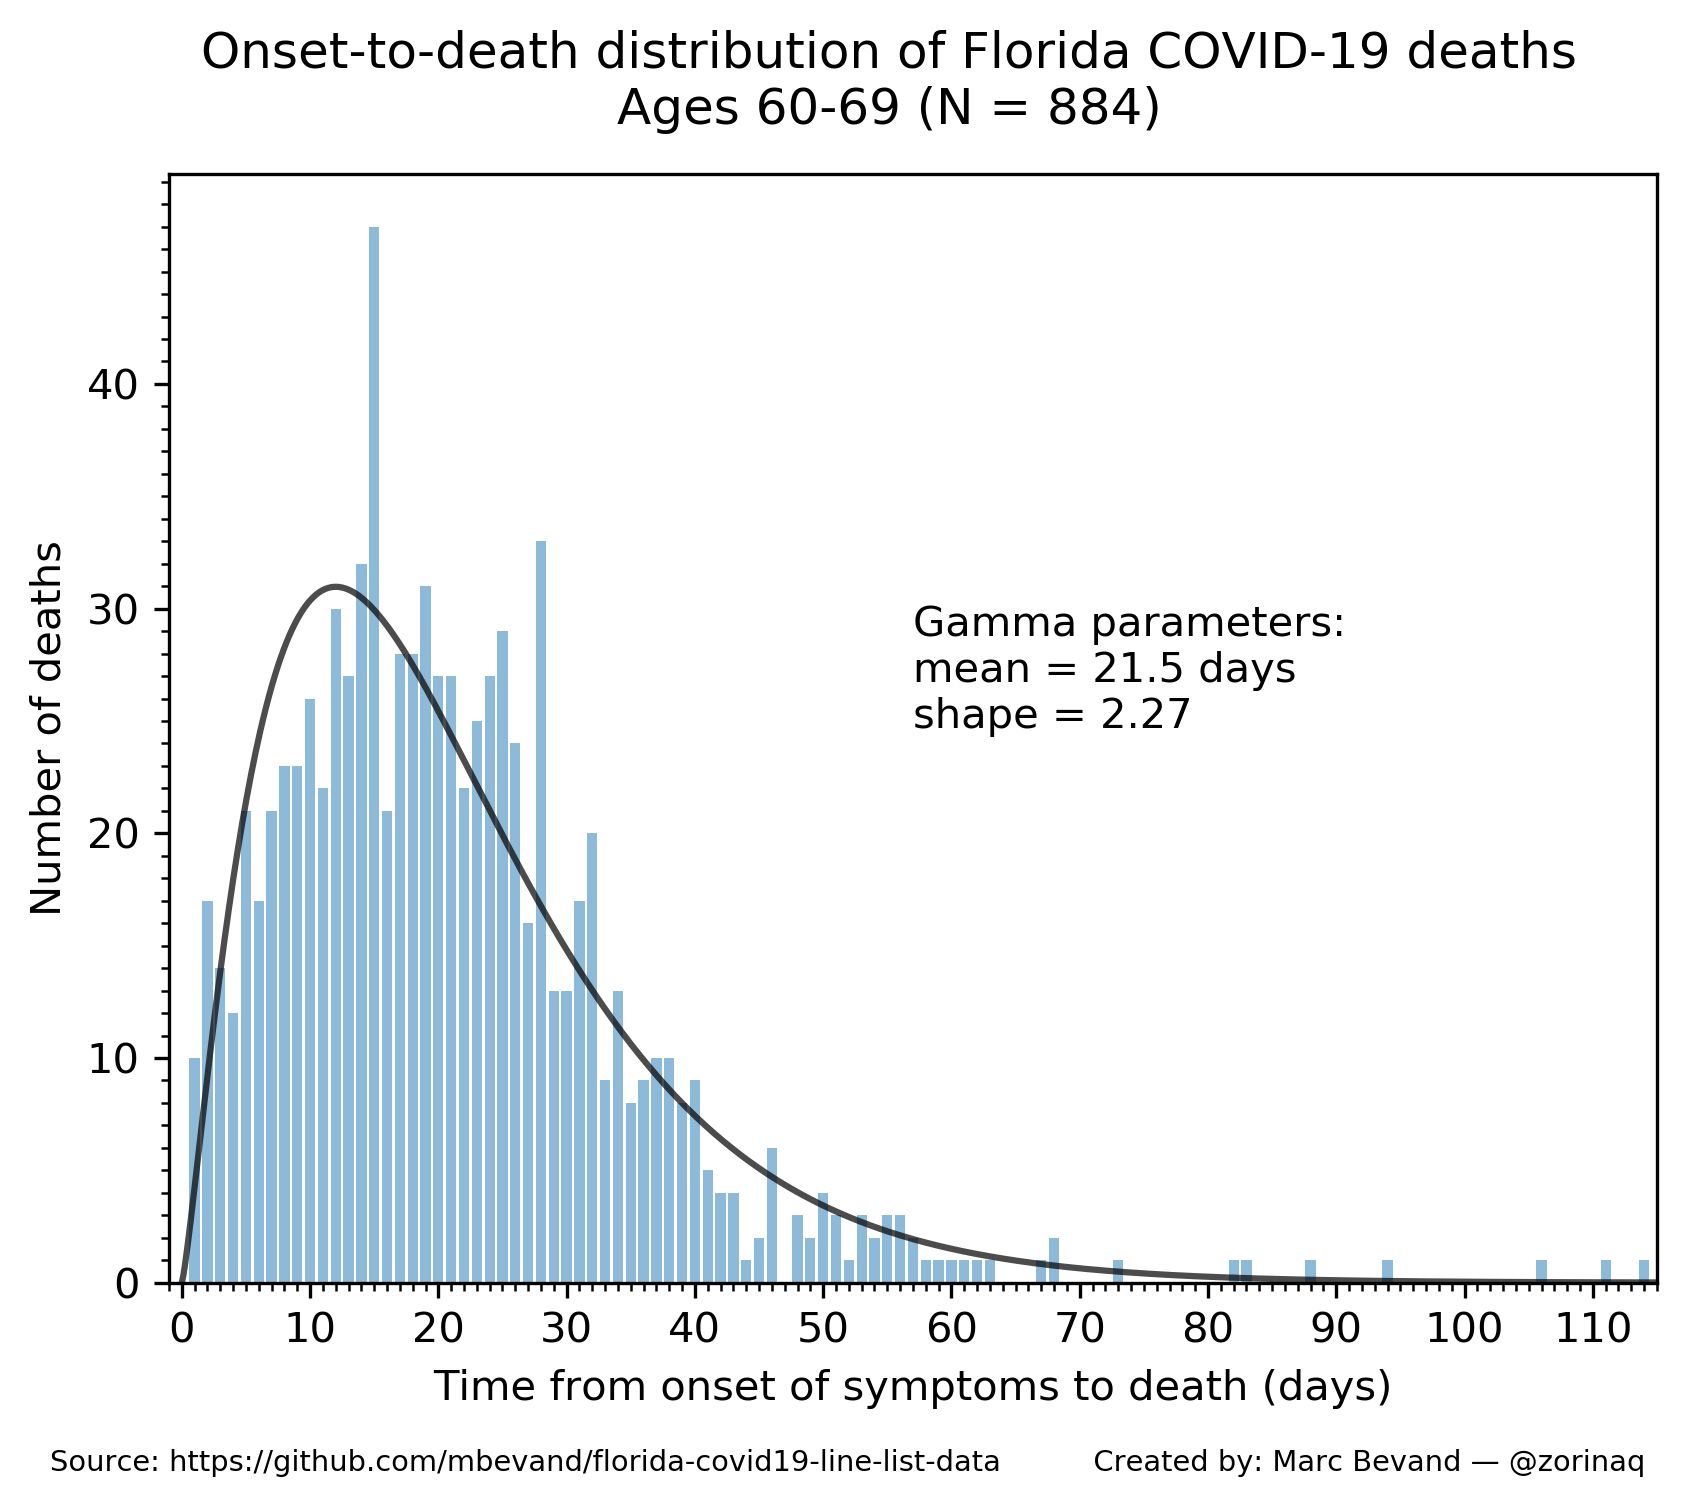 Onset-to-death distribution of Florida COVID-19 deaths
Ages 60-69 (N = 884)
Number of deaths
40
30
20
10
0
Gamma parameters:
mean = 21.5 days
shape = 2.27
0 10 20 30 40 50 60 70 80 90 100 110
Time from onset of symptoms to death (days)
Source: https://github.com/mbevand/florida-covid19-line-list-data Created by: Marc Bevand — @zorinaq